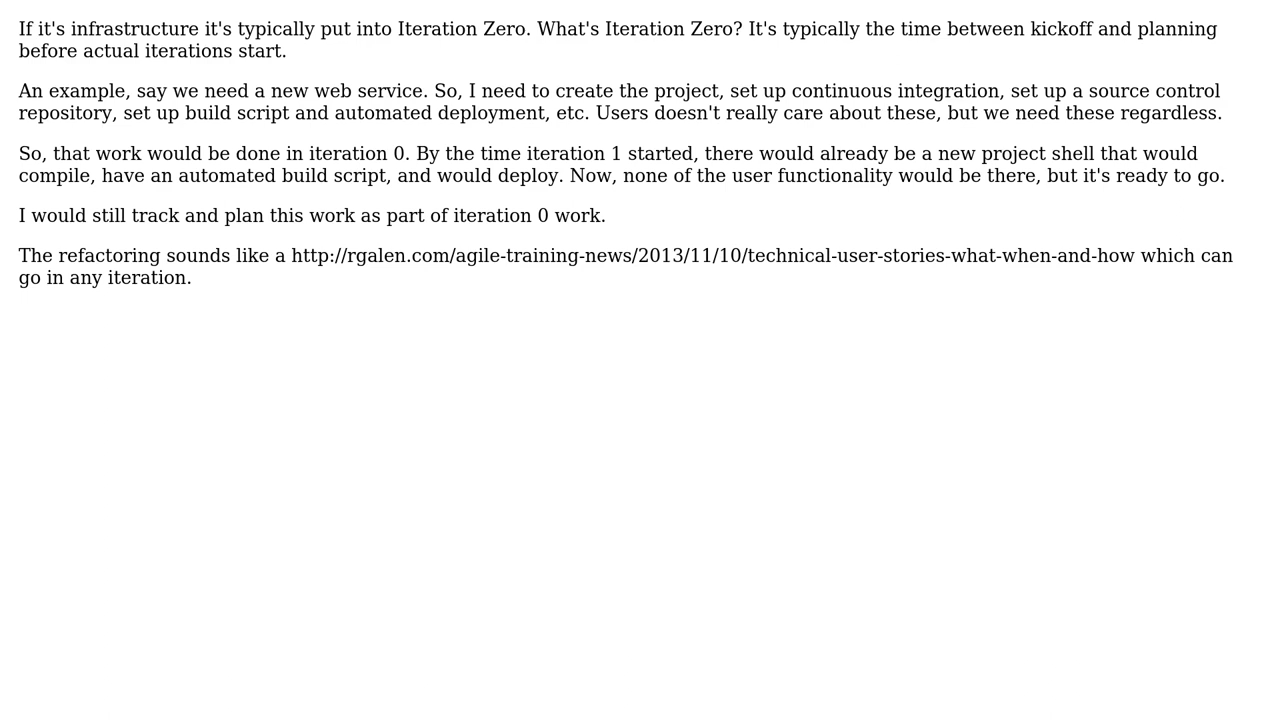 If it's infrastructure it's typically put into Iteration Zero. What's Iteration Zero? It's typically the time between kickoff and planning
before actual iterations start.
An example, say we need a new web service. So, I need to create the project, set up continuous integration, set up a source control
repository, set up build script and automated deployment, etc. Users doesn't really care about these, but we need these regardless.
So, that work would be done in iteration 0. By the time iteration 1 started, there would already be a new project shell that would
compile, have an automated build script, and would deploy. Now, none of the user functionality would be there, but it's ready to go.
I would still track and plan this work as part of iteration 0 work.
The refactoring sounds like a http://rgalen.com/agile-training-news/2013/11/10/technical-user-stories-what-when-and-how which can
go in any iteration.